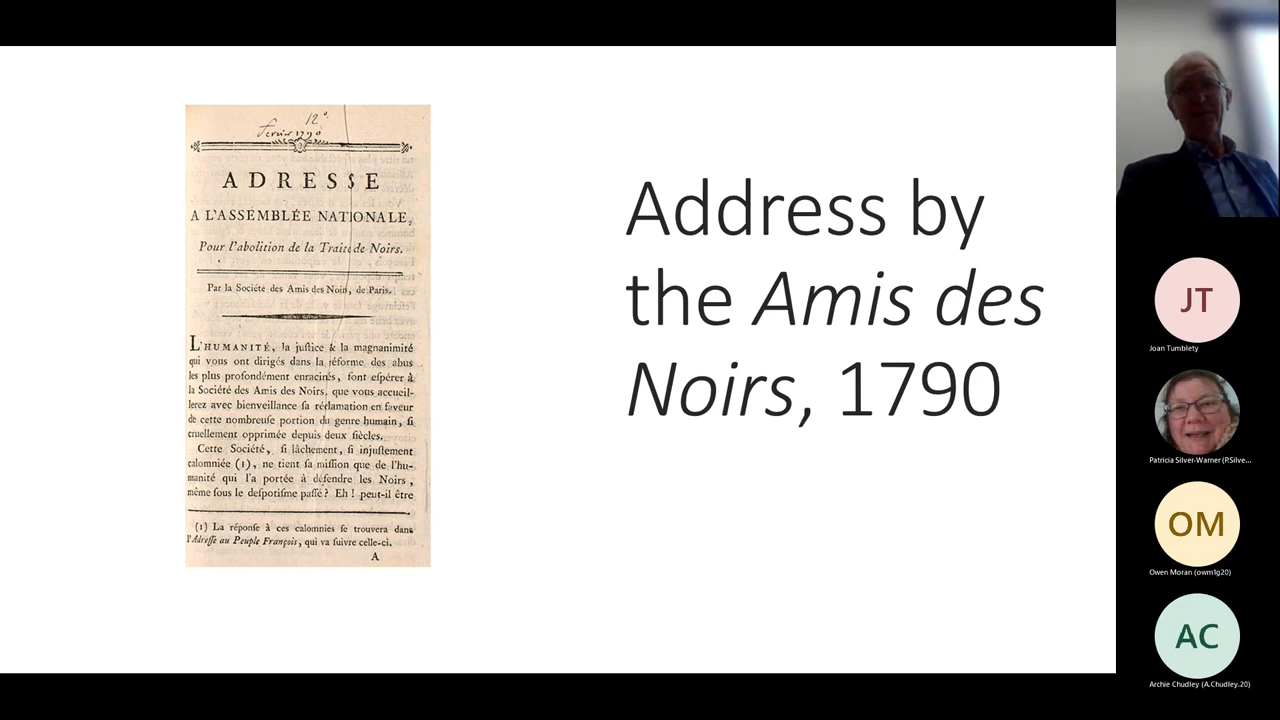 12º.
fevrier 1790
ADRESSE
A L'ASSEMBLÉE NATIONALE,
Pour l'abolition de la Traite de Noirs.
Par la Sociéte des Amis des Noirs, de Paris.
L'HUMANITÉ, la juſtice & la magnanimité
qui vous ont dirigés dans la réforme des abus
les plus profondément enracinés, font eſpérer à
la Société des Amis des Noirs, que vous accueil-
lerez avec bienveillance ſa réclamation en faveur
de cette nombreuſe portion du genre humain, ſi
cruellement opprimée depuis deux ſiècles.
Cette Société, ſi lâchement, ſi injuſtement
calomniée (1), ne tient ſa miſſion que de l'hu-
manité qui l'a portée à défendre les Noirs,
même ſous le deſpotiſme paſſé ? Eh ! peut-il être
(1) La réponſe à ces calomnies ſe trouvera dans
l'Adreſſe au Peuple François, qui va ſuivre celle-ci.
A
Address by
the Amis des
Noirs, 1790
JT
Joan Tumblety
Patricia Silver-Warner (P.Silve...
OM
Owen Moran (owm1g20)
AC
Archie Chudley (A.Chudley.20)